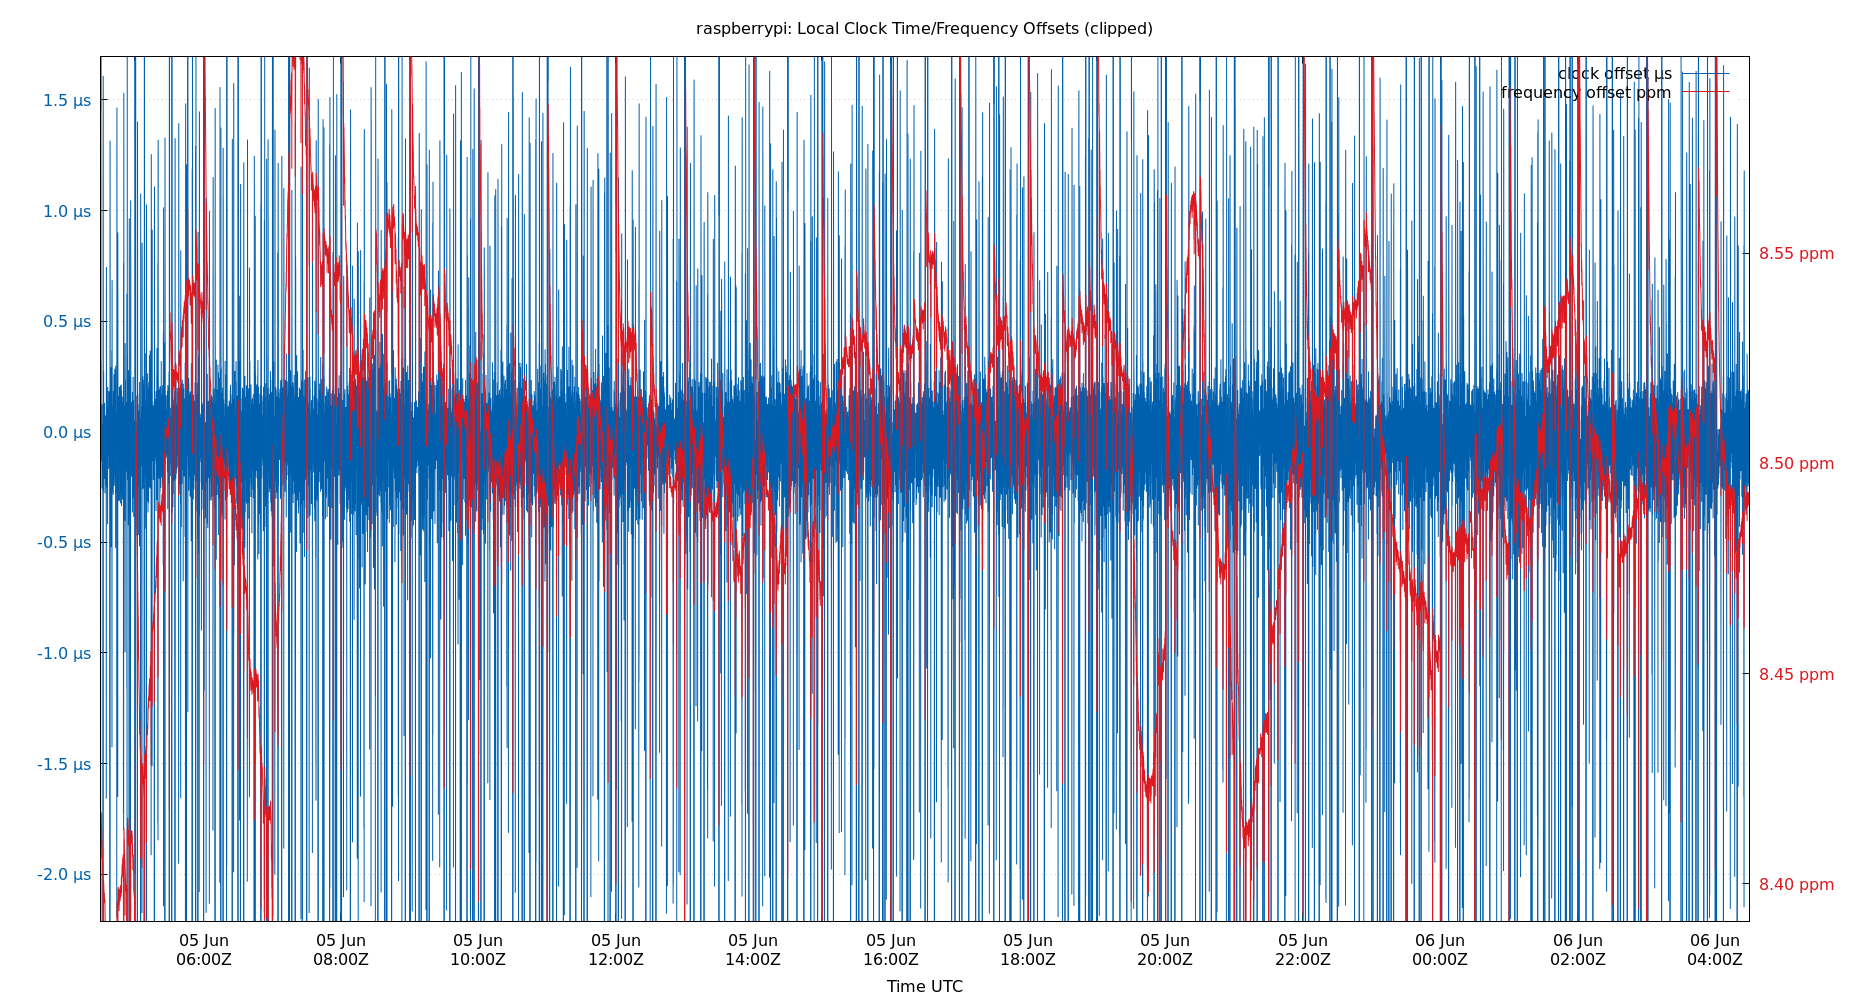 raspberrypi: Local Clock Time/Frequency Offsets (clipped)
clock offset µs
frequency offset ppm
1.5 µs
1.0 µs
0.5 µs
0.0 µs
-0.5 µs
-1.0 µs
-1.5 µs
-2.0 µs
8.55 ppm
8.50 ppm
8.45 ppm
8.40 ppm
05 Jun 05 Jun 05 Jun 05 Jun 05 Jun 05 Jun 05 Jun 05 Jun 05 Jun 06 Jun 06 Jun 06 Jun
06:00Z 08:00Z 10:00Z 12:00Z 14:00Z 16:00Z 18:00Z 20:00Z 22:00Z 00:00Z 02:00Z 04:00Z
Time UTC